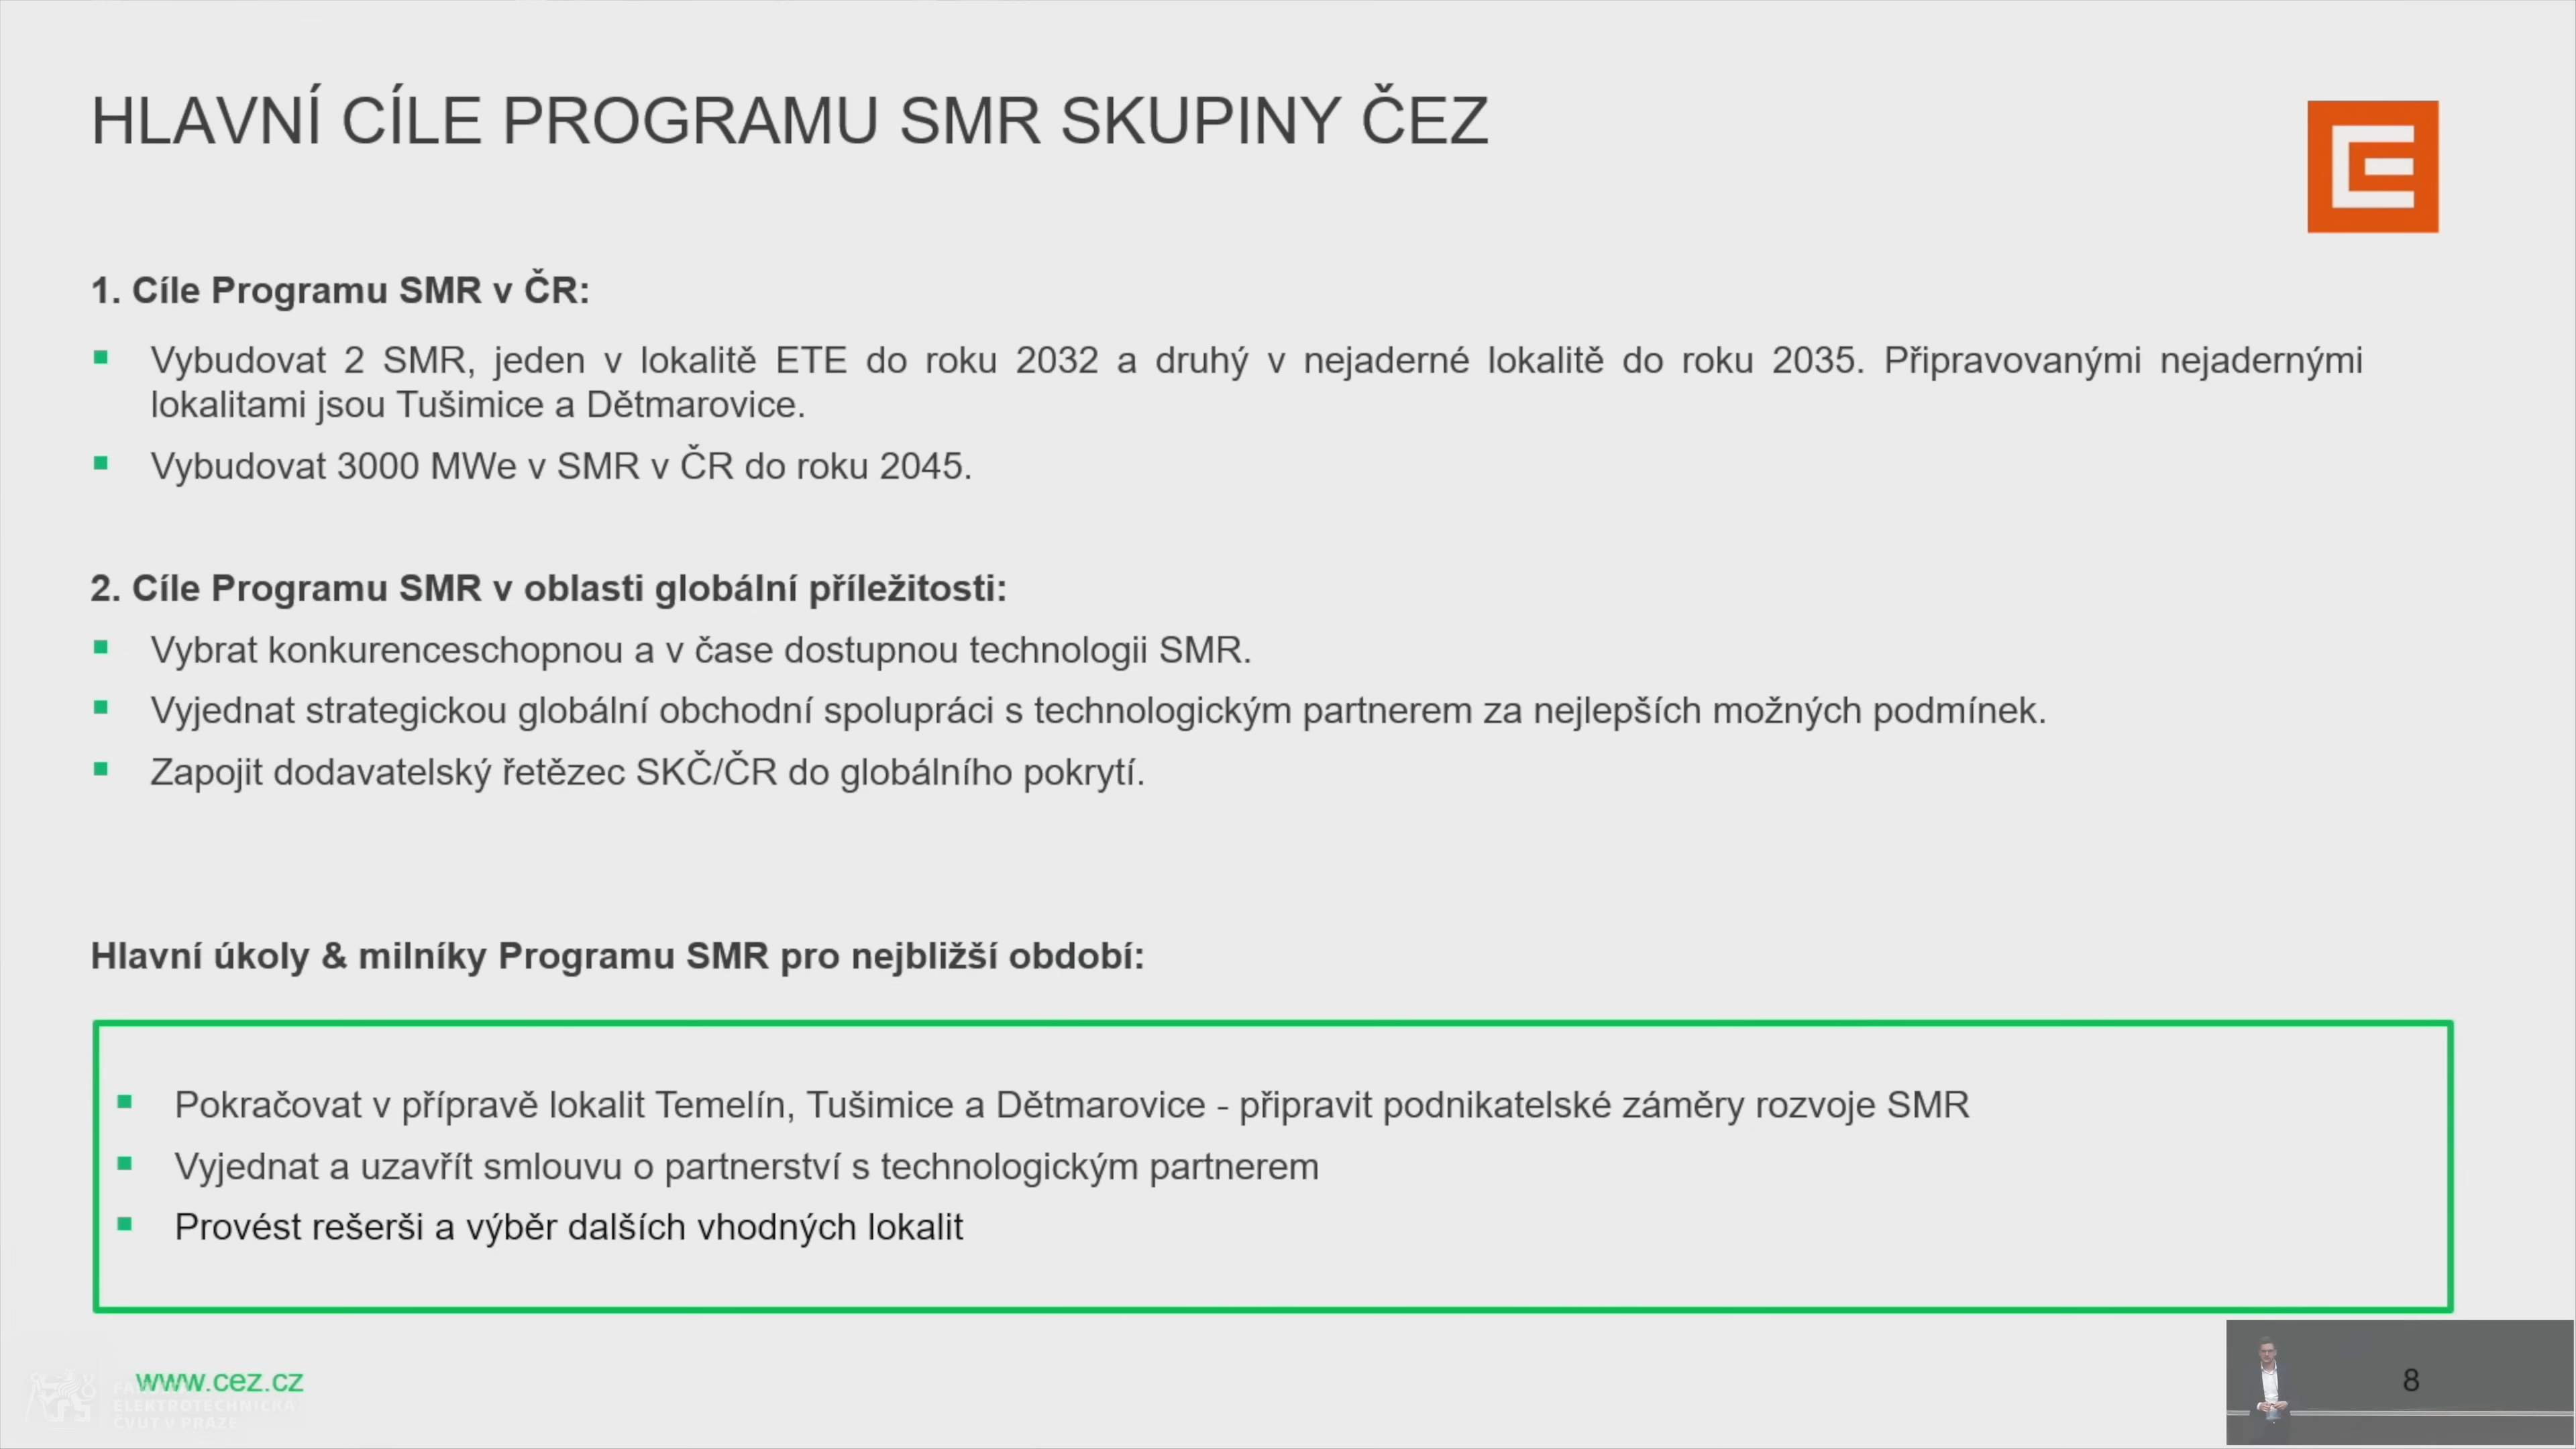 HLAVNÍ CÍLE PROGRAMU SMR SKUPINY ČEZ
1. Cíle Programu SMR v ČR:
Vybudovat 2 SMR, jeden v lokalitě ETE do roku 2032 a druhý v nejaderné lokalitě do roku 2035. Připravovanými nejadernými
lokalitami jsou Tušimice a Dětmarovice.
Vybudovat 3000 MWe v SMR v ČR do roku 2045.
2. Cíle Programu SMR v oblasti globální příležitosti:
Vybrat konkurenceschopnou a v čase dostupnou technologii SMR.
Vyjednat strategickou globální obchodní spolupráci s technologickým partnerem za nejlepších možných podmínek.
Zapojit dodavatelský řetězec SKČ/ČR do globálního pokrytí.
Hlavní úkoly & milníky Programu SMR pro nejbližší období:
Pokračovat v přípravě lokalit Temelín, Tušimice a Dětmarovice - připravit podnikatelské záměry rozvoje SMR
Vyjednat a uzavřít smlouvu o partnerství s technologickým partnerem
Provést rešerši a výběr dalších vhodných lokalit
www.cez.cz
ELEKTROTECHNICKÁ
ČVUT V PRAZE
8